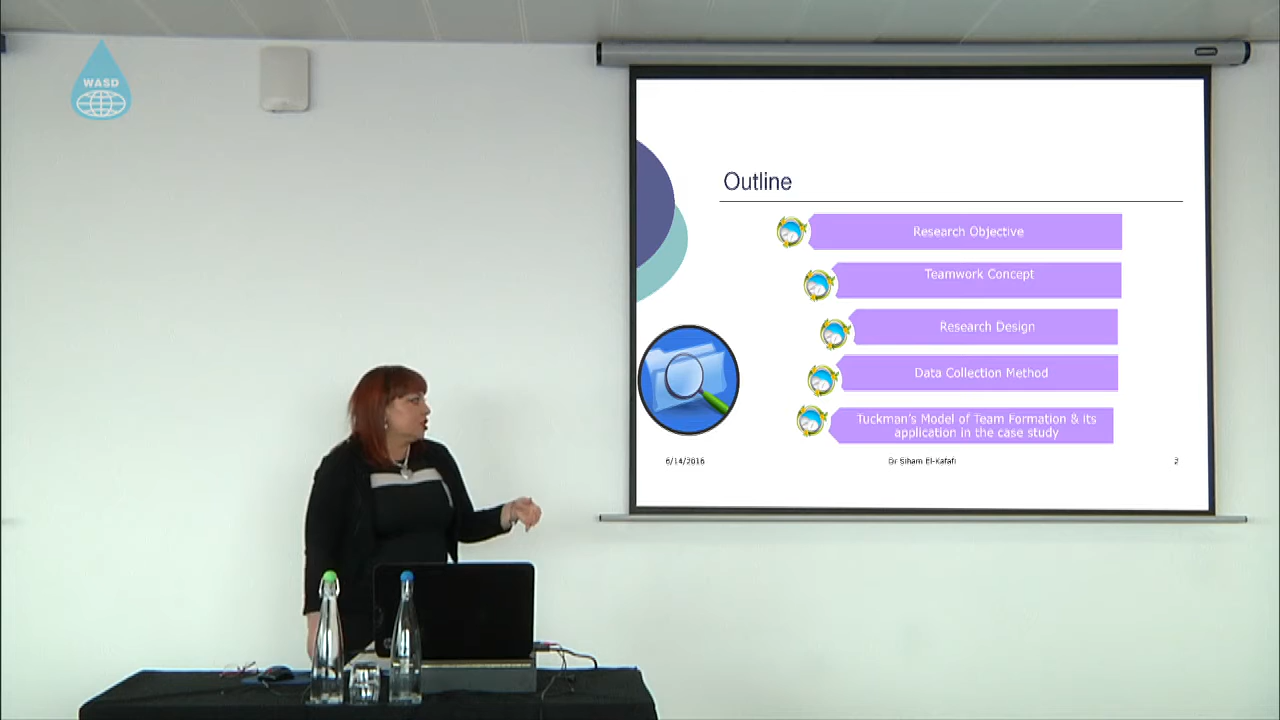 WASD
Outline
Research Objective
Teamwork Concept
Research Design
Data Collection Method
Tuckman's Model of Team Formation & its
application in the case study
6/14/2016
Dr Siham El-Kafafi
2